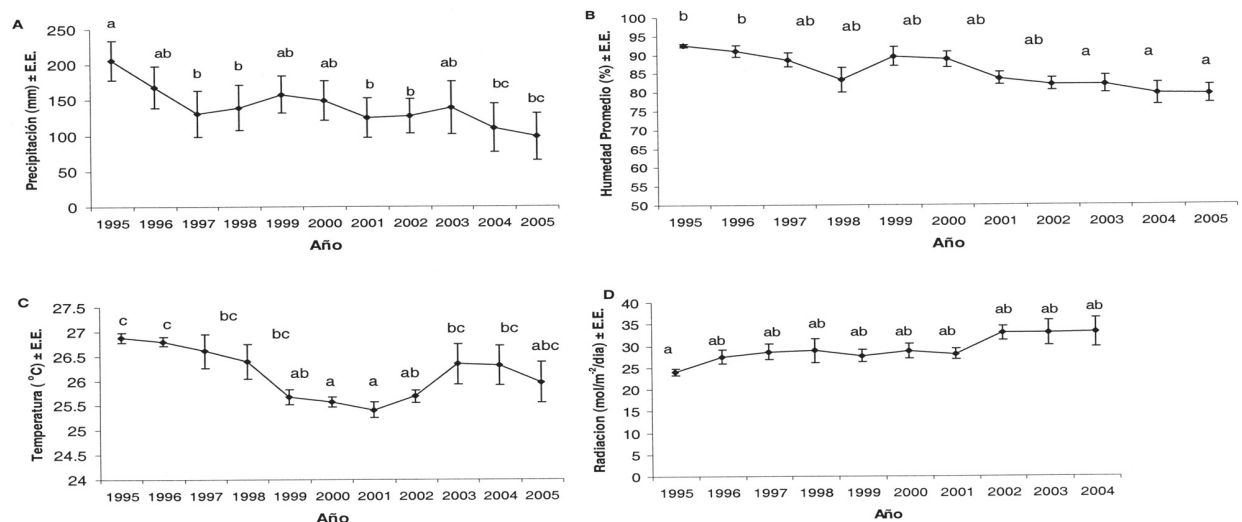 A
Precipitación (mm) ± E.E.
250
200
150
100
50
0
a
ab
b
b
ab
ab
b
b
ab
bc
bc
1995 1996 1997 1998 1999 2000 2001 2002 2003 2004 2005
Año
B
Humedad Promedio (%) ± E.E.
100
95
90
85
80
75
70
65
60
55
50
b
b
ab
ab
ab
ab
ab
a
a
a
1995 1996 1997 1998 1999 2000 2001 2002 2003 2004 2005
Año
C
Temperatura (°C) ± E.E.
27.5
27
26.5
26
25.5
25
24.5
24
c
c
bc
bc
ab
a
a
ab
bc
bc
abc
1995 1996 1997 1998 1999 2000 2001 2002 2003 2004 2005
Año
D
Radiacion (mol/m⁻²/dia) ± E.E.
40
35
30
25
20
15
10
5
0
a
ab
ab
ab
ab
ab
ab
ab
ab
ab
1995 1996 1997 1998 1999 2000 2001 2002 2003 2004
Año